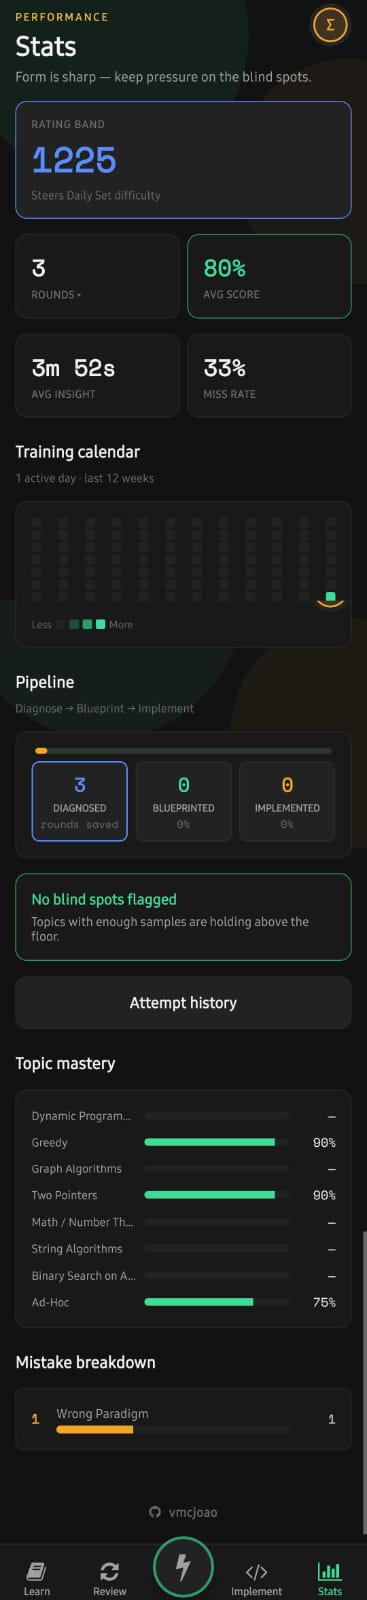 PERFORMANCE
Σ
Stats
Form is sharp — keep pressure on the blind spots.
RATING BAND
1225
Steers Daily Set difficulty
3
ROUNDS ▸
80%
AVG SCORE
3m 52s
AVG INSIGHT
33%
MISS RATE
Training calendar
1 active day · last 12 weeks
Less
More
Pipeline
Diagnose → Blueprint → Implement
3
DIAGNOSED
rounds saved
0
BLUEPRINTED
0%
0
IMPLEMENTED
0%
No blind spots flagged
Topics with enough samples are holding above the
floor.
Attempt history
Topic mastery
Dynamic Program... —
Greedy 90%
Graph Algorithms —
Two Pointers 90%
Math / Number Th... —
String Algorithms —
Binary Search on A... —
Ad-Hoc 75%
Mistake breakdown
1 Wrong Paradigm 1
vmcjoao
Learn
Review
</> Implement
Stats